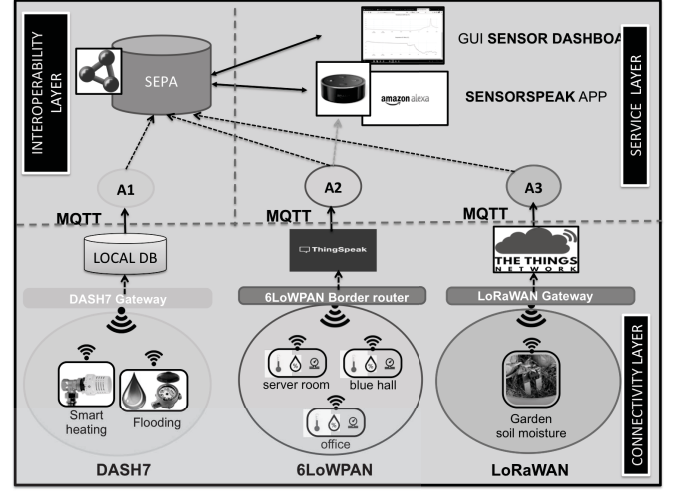 INTEROPERABILITY
LAYER
SEPA
GUI SENSOR DASHBOA
amazon alexa
SENSORSPEAK APP
SERVICE LAYER
A1
A2
A3
MQTT
MQTT
MQTT
LOCAL DB
ThingSpeak
THE THINGS
NETWORK
DASH7 Gateway
6LoWPAN Border router
LoRaWAN Gateway
CONNECTIVITY LAYER
server room
blue hall
Smart
heating
Flooding
office
Garden
soil moisture
DASH7
6LoWPAN
LoRaWAN